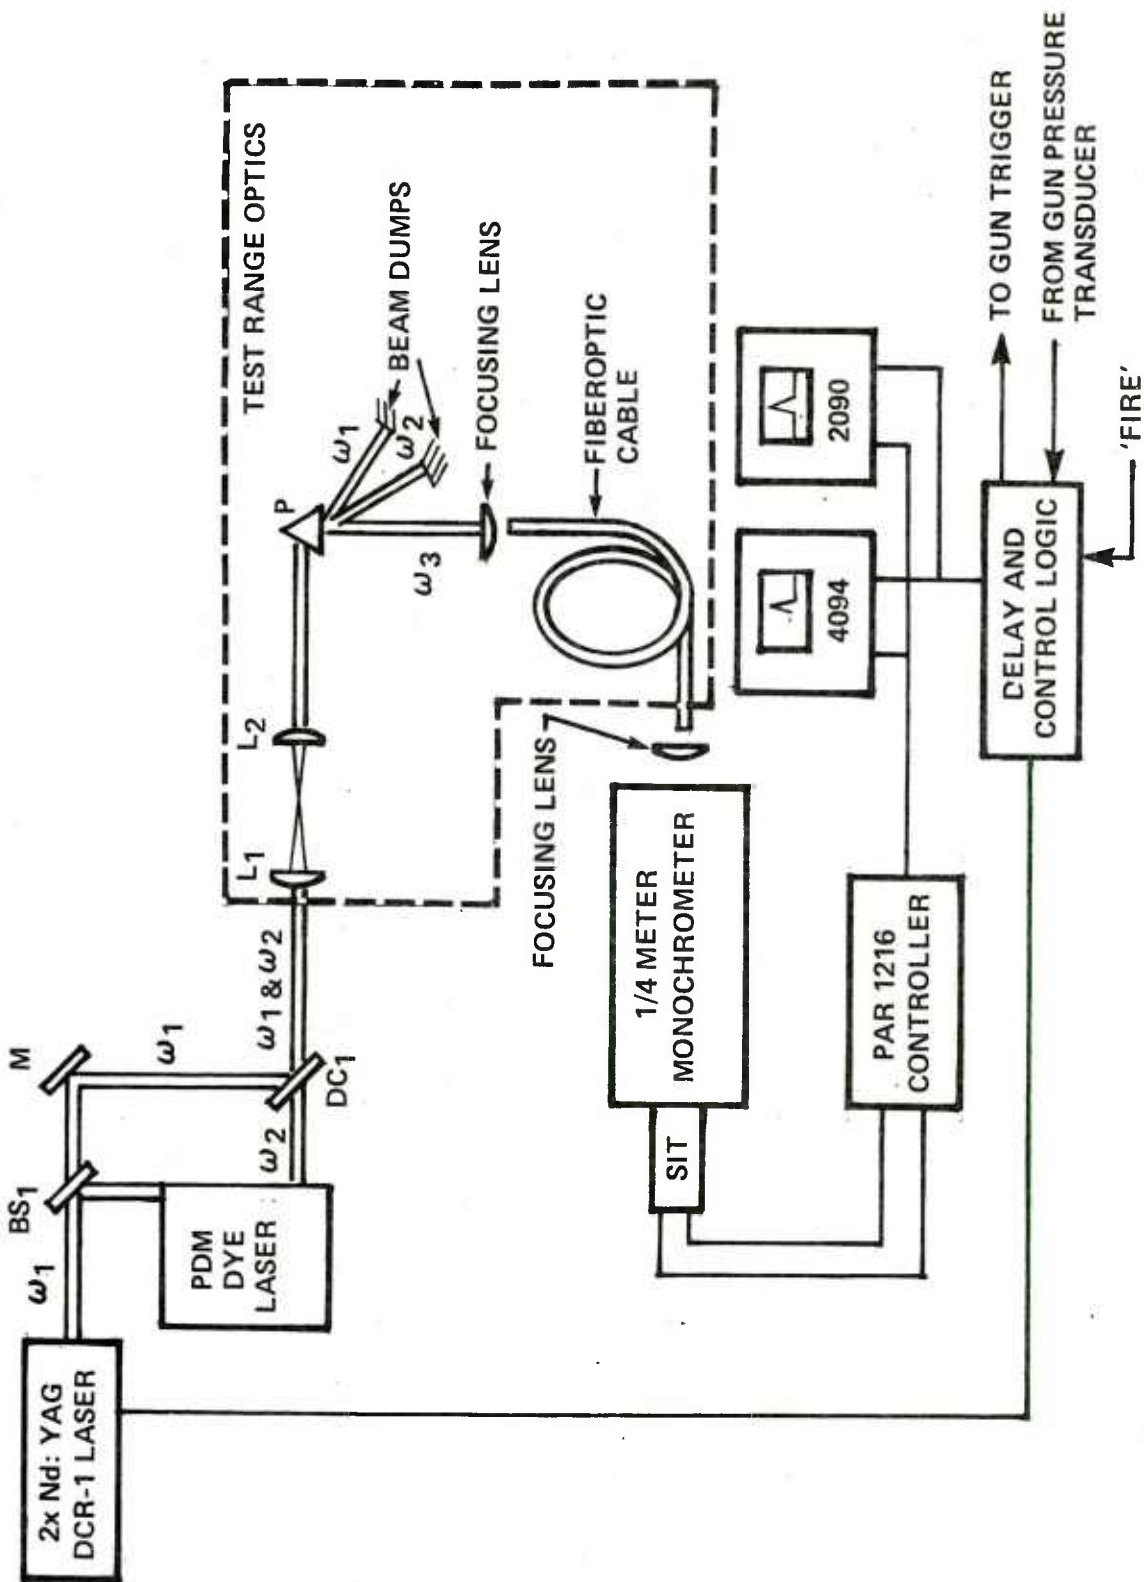 2x Nd: YAG
DCR-1 LASER
ω1
BS1
M
ω1
PDM
DYE
LASER
ω2
DC1
ω1 & ω2
TEST RANGE OPTICS
L1
L2
P
ω1
ω2
BEAM DUMPS
ω3
FOCUSING LENS
FIBEROPTIC
CABLE
FOCUSING LENS
1/4 METER
MONOCHROMETER
SIT
PAR 1216
CONTROLLER
4094
2090
DELAY AND
CONTROL LOGIC
TO GUN TRIGGER
FROM GUN PRESSURE
TRANSDUCER
'FIRE'